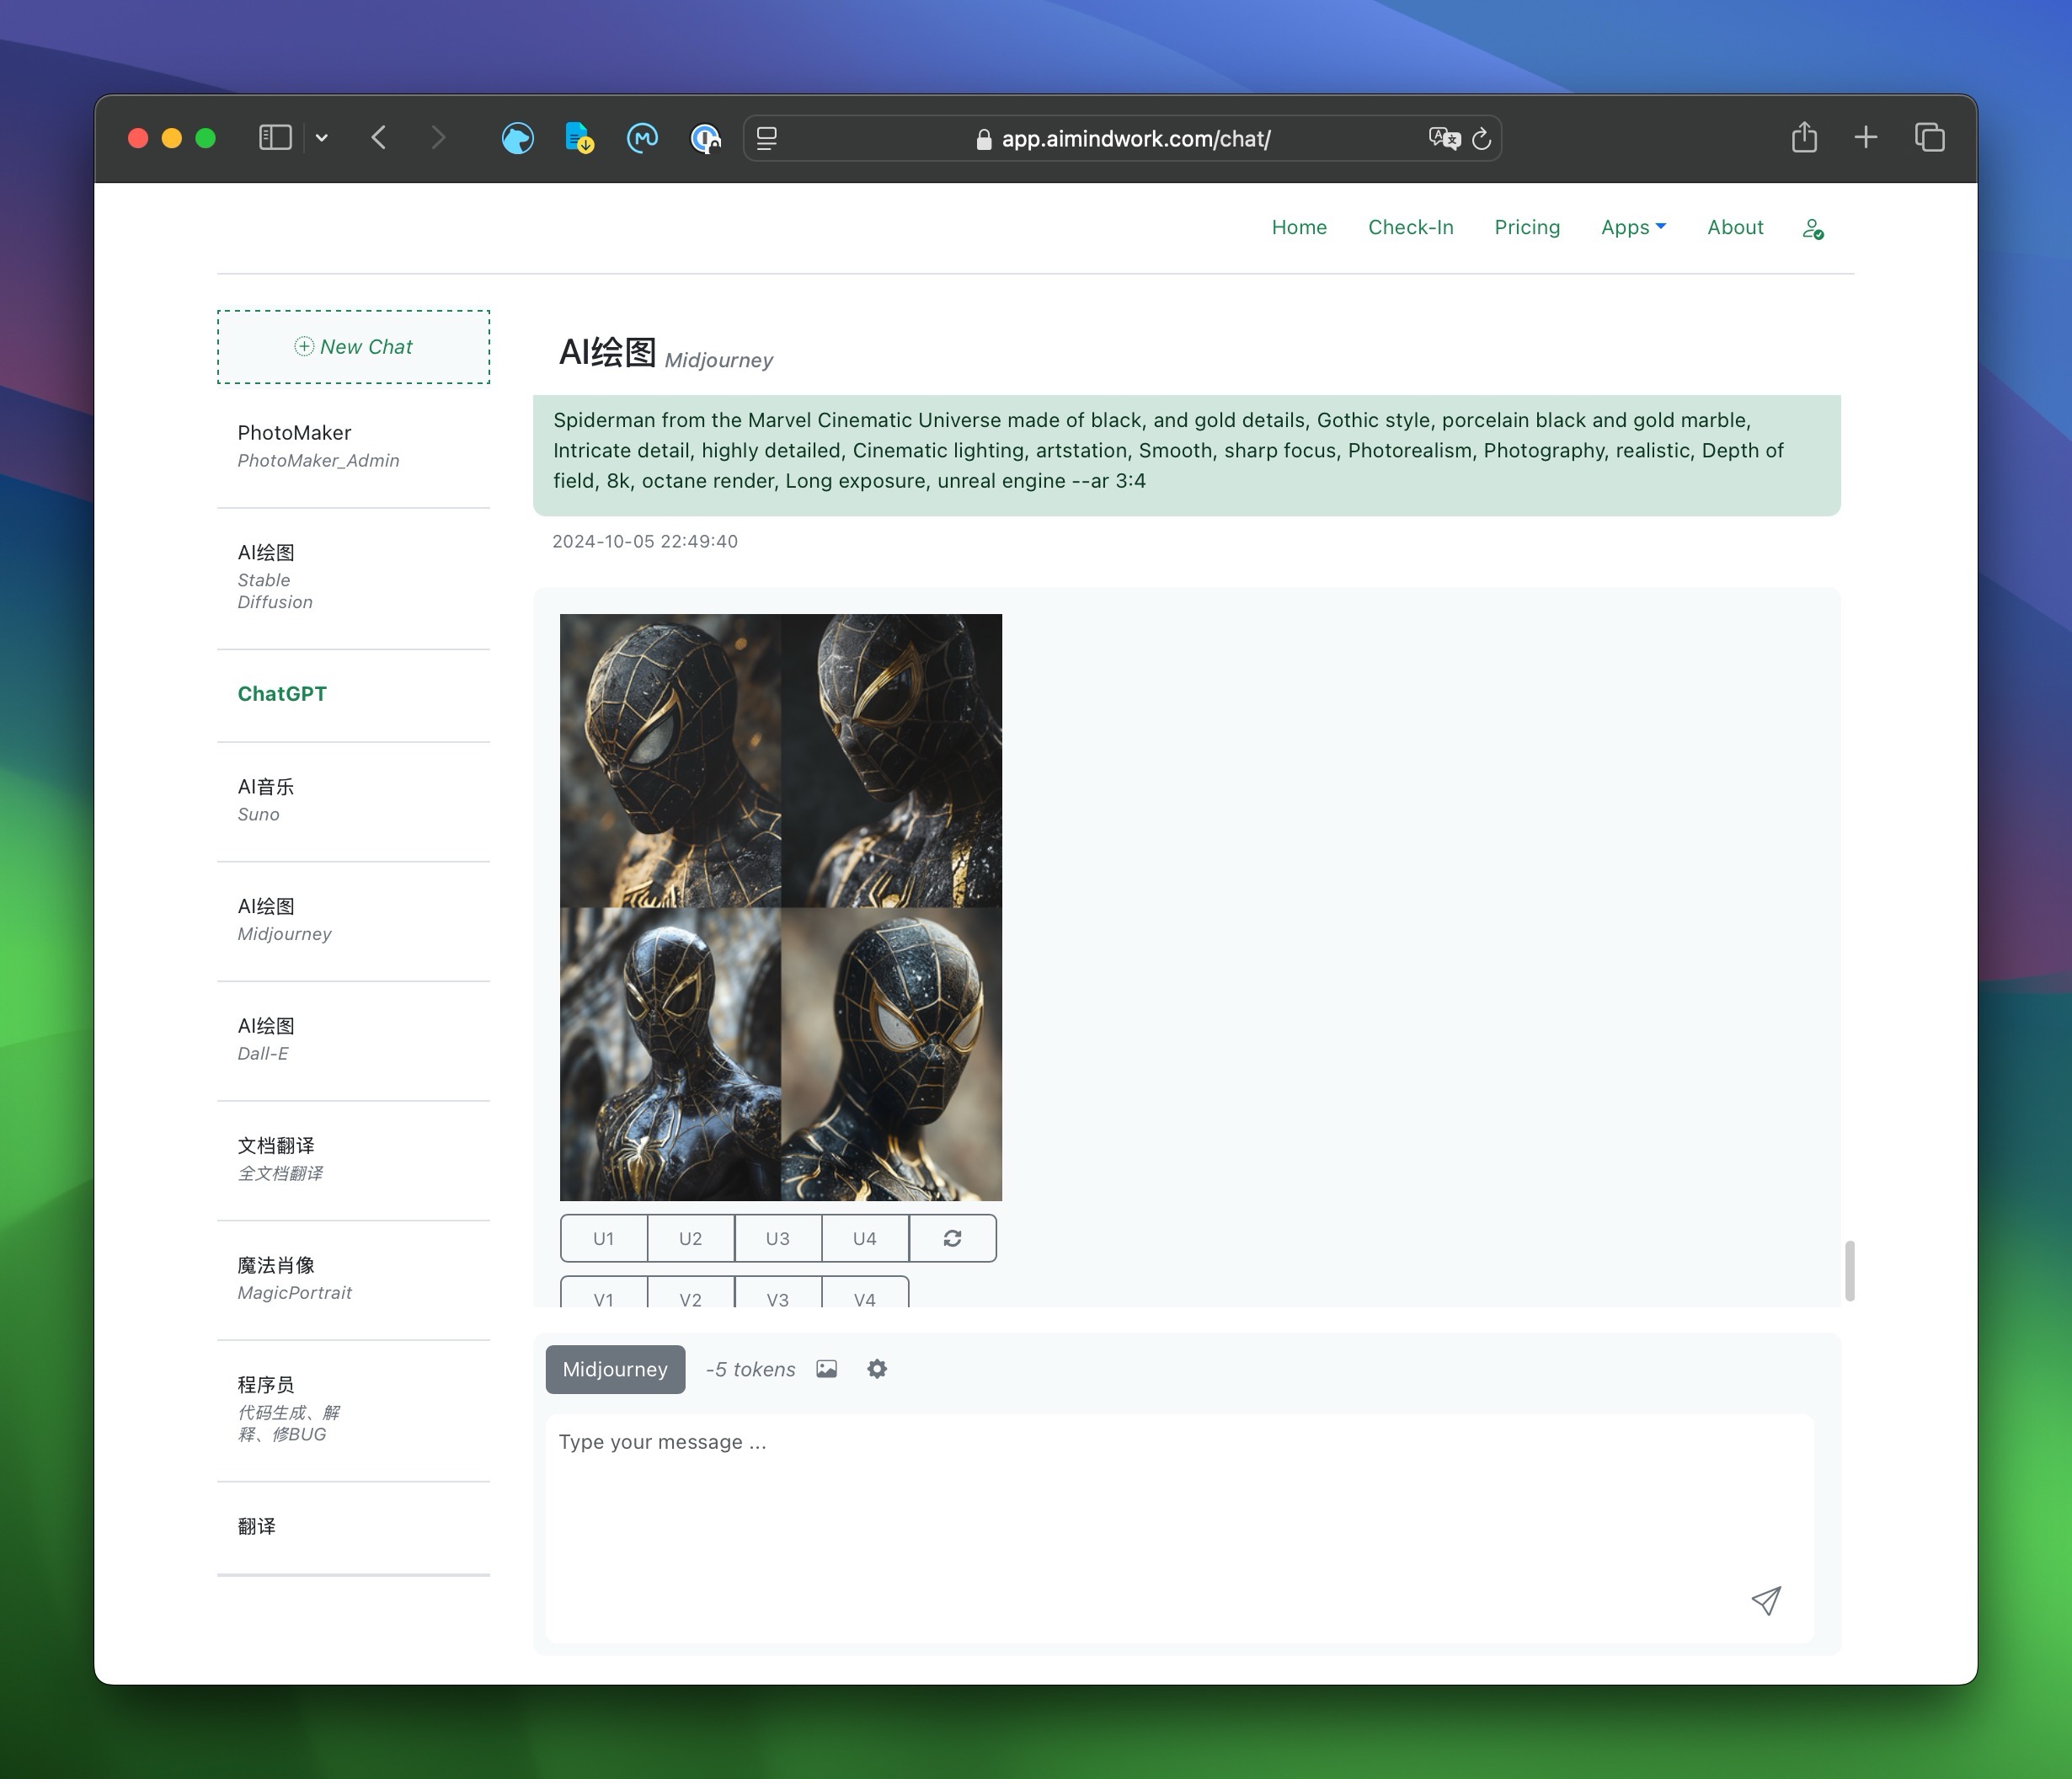 app.aimindwork.com/chat/
Home Check-In Pricing Apps About
New Chat
PhotoMaker
PhotoMaker_Admin
AI绘图
Stable
Diffusion
ChatGPT
AI音乐
Suno
AI绘图
Midjourney
AI绘图
Dall-E
文档翻译
全文档翻译
魔法肖像
MagicPortrait
程序员
代码生成、解
释、修BUG
翻译
AI绘图 Midjourney
Spiderman from the Marvel Cinematic Universe made of black, and gold details, Gothic style, porcelain black and gold marble,
Intricate detail, highly detailed, Cinematic lighting, artstation, Smooth, sharp focus, Photorealism, Photography, realistic, Depth of
field, 8k, octane render, Long exposure, unreal engine --ar 3:4
2024-10-05 22:49:40
U1 U2 U3 U4
V1 V2 V3 V4
Midjourney -5 tokens
Type your message ...